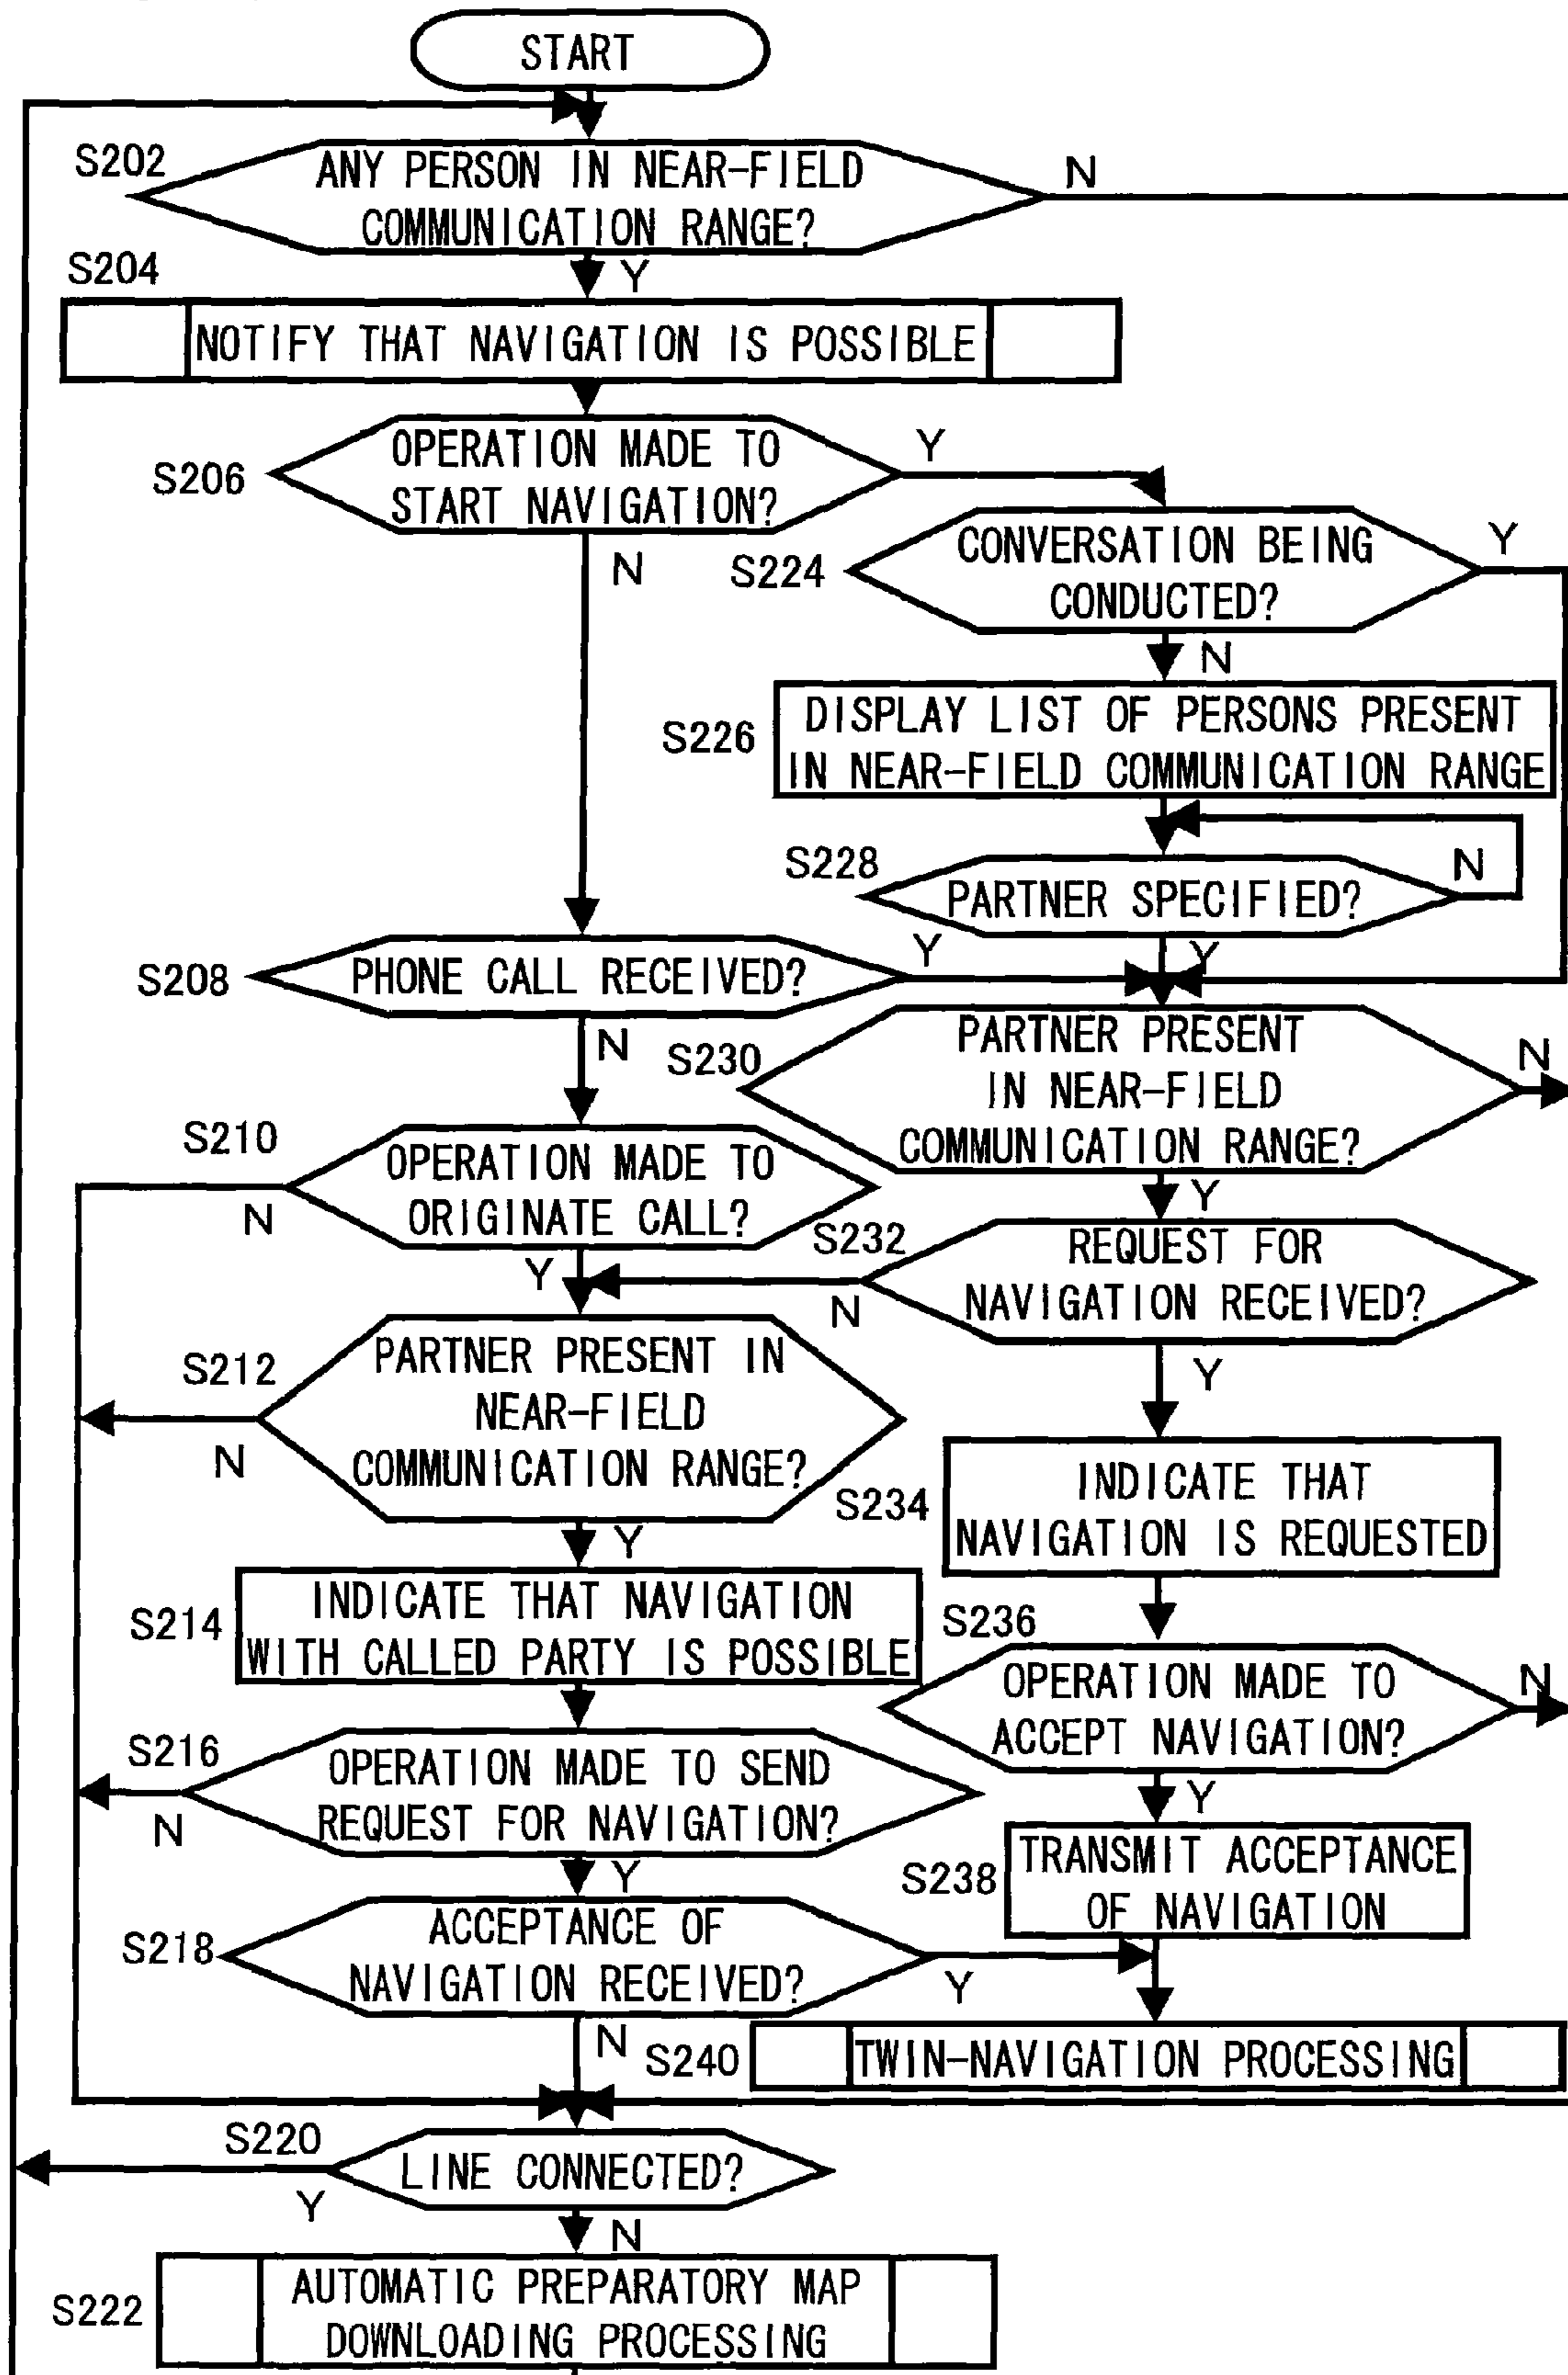 START
S202
ANY PERSON IN NEAR-FIELD
COMMUNICATION RANGE?
N
Y
S204
NOTIFY THAT NAVIGATION IS POSSIBLE
S206
OPERATION MADE TO
START NAVIGATION?
Y
N
S224
CONVERSATION BEING
CONDUCTED?
Y
N
S226
DISPLAY LIST OF PERSONS PRESENT
IN NEAR-FIELD COMMUNICATION RANGE
S228
PARTNER SPECIFIED?
N
Y
S208
PHONE CALL RECEIVED?
Y
N
S230
PARTNER PRESENT
IN NEAR-FIELD
COMMUNICATION RANGE?
N
Y
S210
OPERATION MADE TO
ORIGINATE CALL?
N
Y
S232
REQUEST FOR
NAVIGATION RECEIVED?
N
Y
S212
PARTNER PRESENT IN
NEAR-FIELD
COMMUNICATION RANGE?
N
Y
S234
INDICATE THAT
NAVIGATION IS REQUESTED
S214
INDICATE THAT NAVIGATION
WITH CALLED PARTY IS POSSIBLE
S236
OPERATION MADE TO
ACCEPT NAVIGATION?
N
Y
S216
OPERATION MADE TO SEND
REQUEST FOR NAVIGATION?
N
Y
S238
TRANSMIT ACCEPTANCE
OF NAVIGATION
S218
ACCEPTANCE OF
NAVIGATION RECEIVED?
Y
N
S240
TWIN-NAVIGATION PROCESSING
S220
LINE CONNECTED?
Y
N
S222
AUTOMATIC PREPARATORY MAP
DOWNLOADING PROCESSING